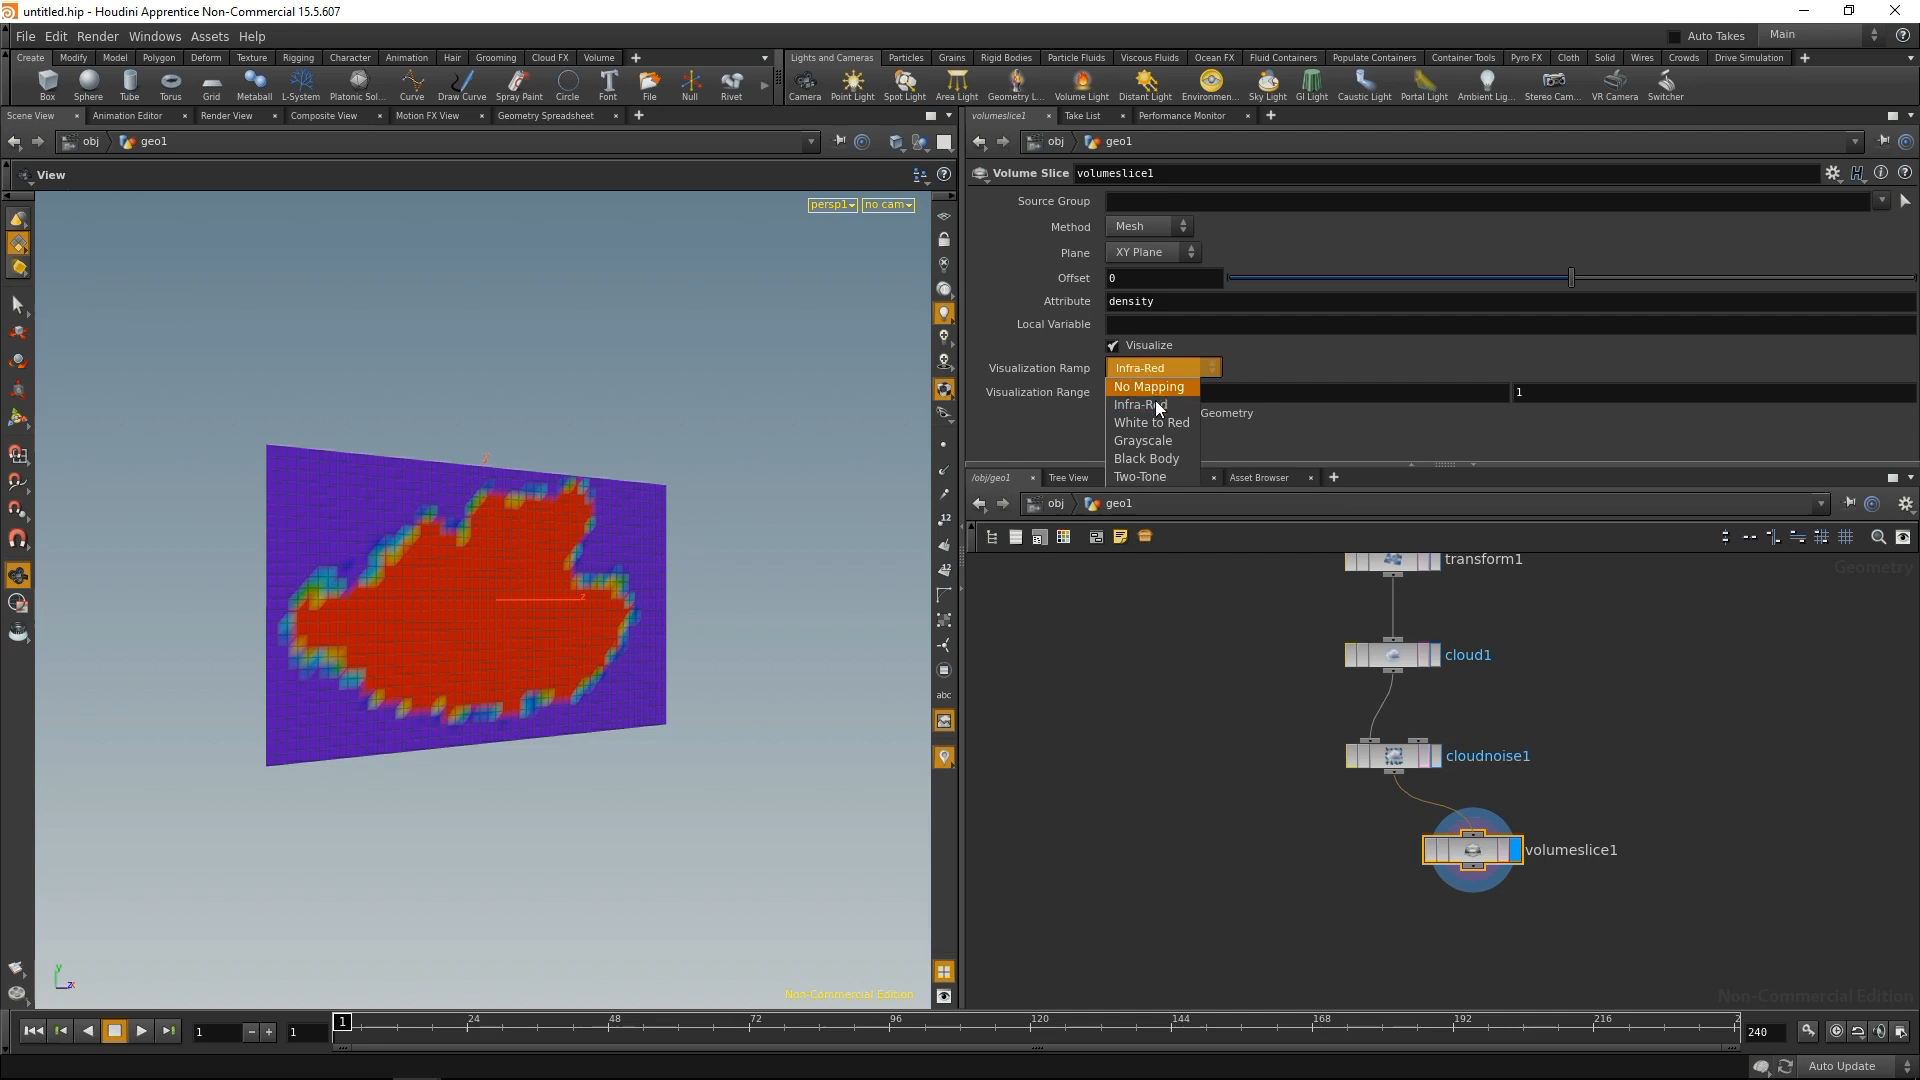 untitled.hip - Houdini Apprentice Non-Commercial 15.5.607
File Edit Render Windows Assets Help
Auto Takes Main
Create Modify Model Polygon Deform Texture Rigging Character Animation Hair Grooming Cloud FX Volume
Lights and Cameras Particles Grains Rigid Bodies Particle Fluids Viscous Fluids Ocean FX Fluid Containers Populate Containers Container Tools Pyro FX Cloth Solid Wires Crowds Drive Simulation
Box Sphere Tube Torus Grid Metaball L-System Platonic Sol... Curve Draw Curve Spray Paint Circle Font File Null Rivet
Camera Point Light Spot Light Area Light Geometry L... Volume Light Distant Light Environmen... Sky Light GI Light Caustic Light Portal Light Ambient Lig... Stereo Cam... VR Camera Switcher
Scene View Animation Editor Render View Composite View Motion FX View Geometry Spreadsheet
volumeslice1 Take List Performance Monitor
obj geo1
obj geo1
View
Volume Slice volumeslice1
persp1 no cam
Source Group
Method Mesh
Plane XY Plane
Offset 0
Attribute density
Local Variable
Visualize
Visualization Ramp Infra-Red
Visualization Range 1
No Mapping
Infra-Red
Geometry
White to Red
Grayscale
Black Body
Two-Tone
/obj/geo1 Tree View Asset Browser
obj geo1
transform1
Geometry
cloud1
cloudnoise1
volumeslice1
y
z
12
12
abc
y
zx
Non-Commercial Edition
Non-Commercial Edition
1 1 1 24 48 72 96 120 144 168 192 216 2 240
Auto Update